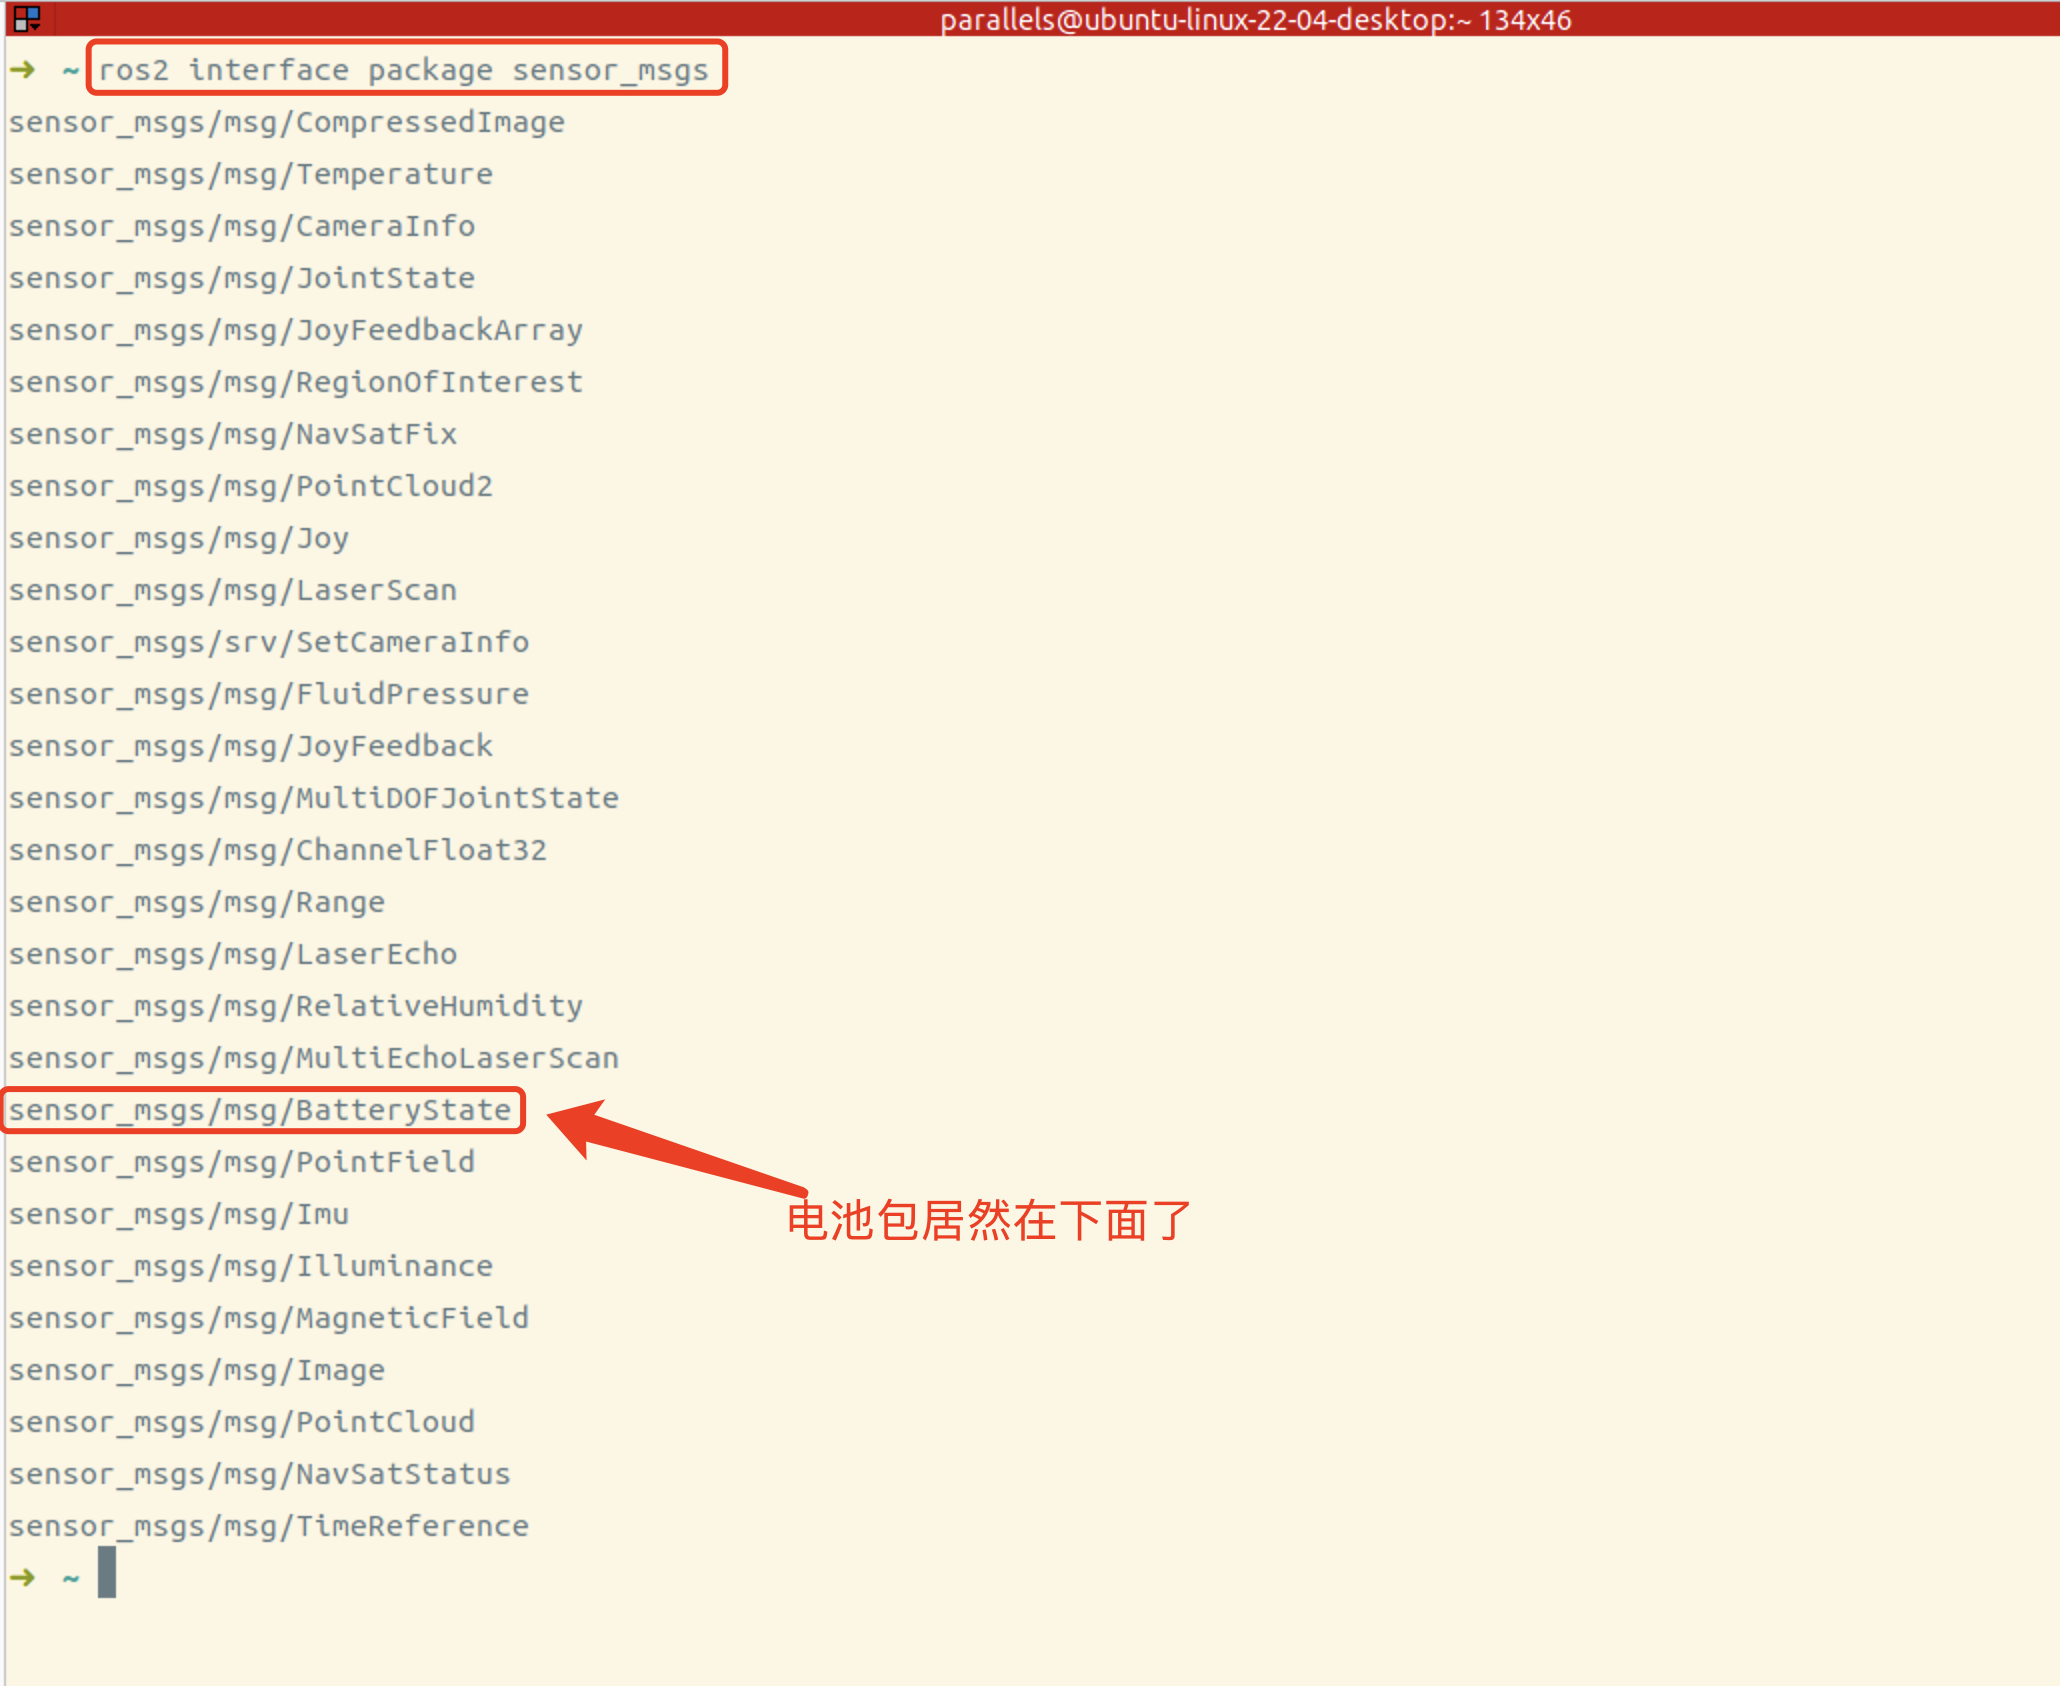 parallels@ubuntu-linux-22-04-desktop:~ 134x46
➜ ~ ros2 interface package sensor_msgs
sensor_msgs/msg/CompressedImage
sensor_msgs/msg/Temperature
sensor_msgs/msg/CameraInfo
sensor_msgs/msg/JointState
sensor_msgs/msg/JoyFeedbackArray
sensor_msgs/msg/RegionOfInterest
sensor_msgs/msg/NavSatFix
sensor_msgs/msg/PointCloud2
sensor_msgs/msg/Joy
sensor_msgs/msg/LaserScan
sensor_msgs/srv/SetCameraInfo
sensor_msgs/msg/FluidPressure
sensor_msgs/msg/JoyFeedback
sensor_msgs/msg/MultiDOFJointState
sensor_msgs/msg/ChannelFloat32
sensor_msgs/msg/Range
sensor_msgs/msg/LaserEcho
sensor_msgs/msg/RelativeHumidity
sensor_msgs/msg/MultiEchoLaserScan
sensor_msgs/msg/BatteryState
sensor_msgs/msg/PointField
电池包居然在下面了
sensor_msgs/msg/Imu
sensor_msgs/msg/Illuminance
sensor_msgs/msg/MagneticField
sensor_msgs/msg/Image
sensor_msgs/msg/PointCloud
sensor_msgs/msg/NavSatStatus
sensor_msgs/msg/TimeReference
➜ ~